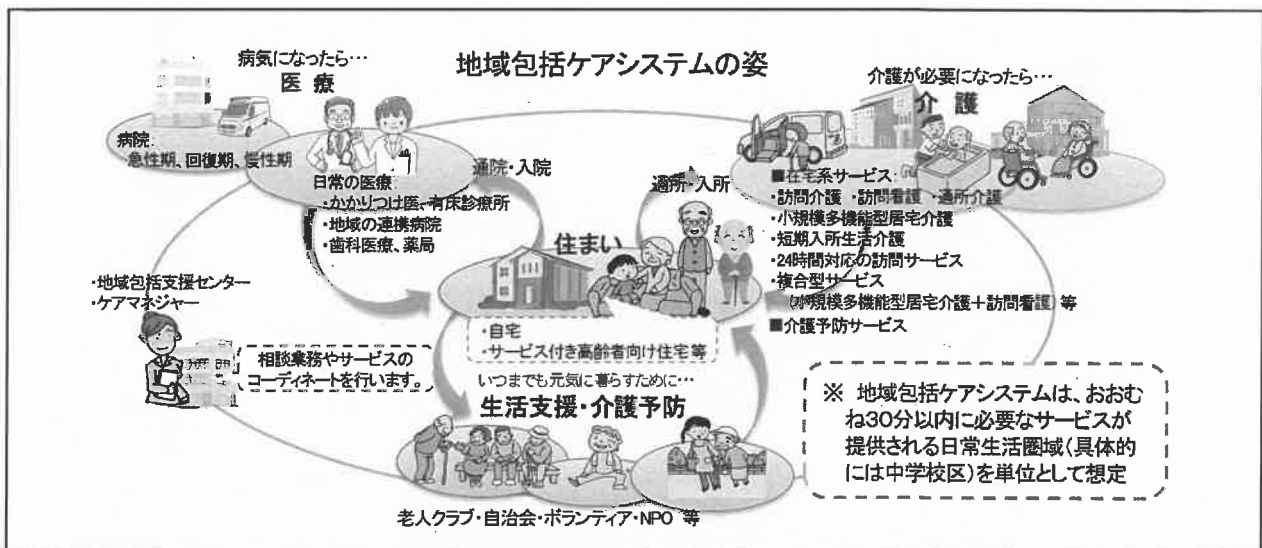 地域包括ケアシステムの姿
病気になったら…
医 療
病院:
急性期、回復期、慢性期
日常の医療:
・かかりつけ医、有床診療所
・地域の連携病院
・歯科医療、薬局
通院・入院
通所・入所
介護が必要になったら…
介 護
■在宅系サービス:
・訪問介護 ・訪問看護 ・通所介護
・小規模多機能型居宅介護
・短期入所生活介護
・24時間対応の訪問サービス
・複合型サービス
(小規模多機能型居宅介護+訪問看護) 等
■介護予防サービス
住まい
・自宅
・サービス付き高齢者向け住宅等
・地域包括支援センター
・ケアマネジャー
相談業務やサービスの
コーディネートを行います。
いつまでも元気に暮らすために…
生活支援・介護予防
老人クラブ・自治会・ボランティア・NPO 等
※ 地域包括ケアシステムは、おおむ
ね30分以内に必要なサービスが
提供される日常生活圏域(具体的
には中学校区)を単位として想定